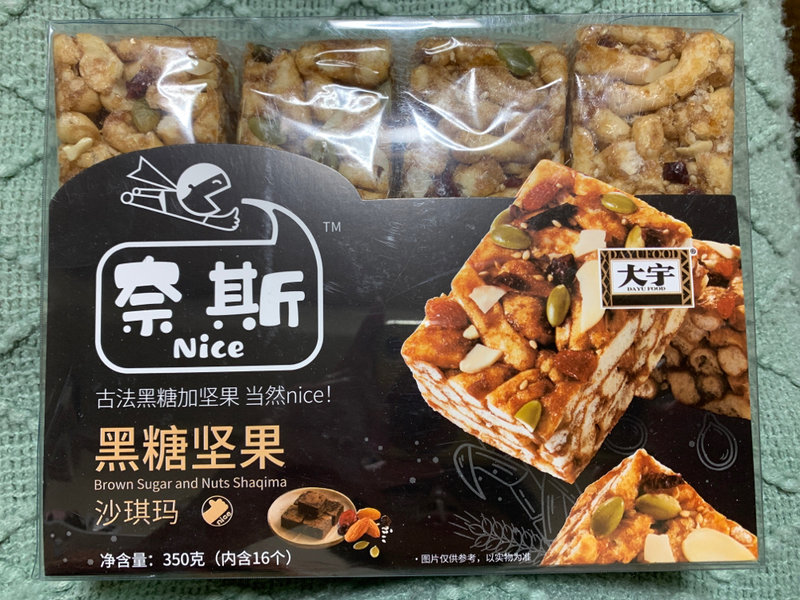 TM
奈斯
Nice
DAYUFOOD
大宇
®
DAYU FOOD
古法黑糖加坚果 当然nice！
黑糖坚果
Brown Sugar and Nuts Shaqima
沙琪玛
nice
净含量：350克（内含16个）
·图片仅供参考，以实物为准